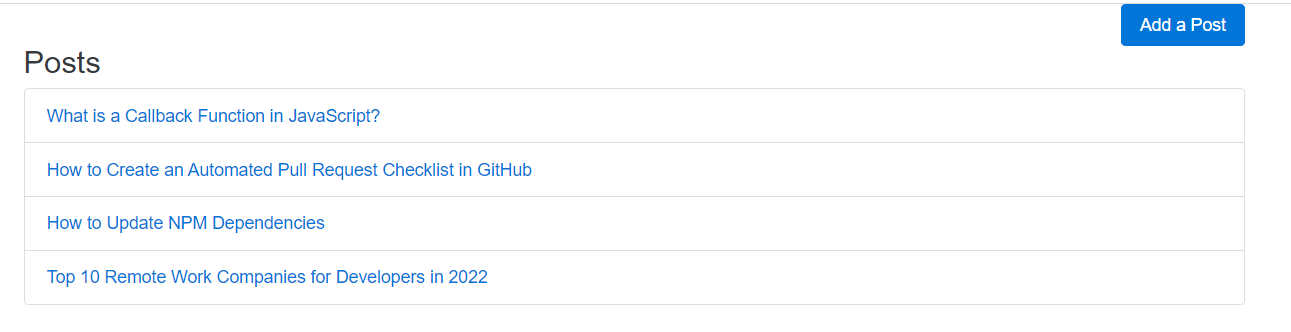 Add a Post
Posts
What is a Callback Function in JavaScript?
How to Create an Automated Pull Request Checklist in GitHub
How to Update NPM Dependencies
Top 10 Remote Work Companies for Developers in 2022